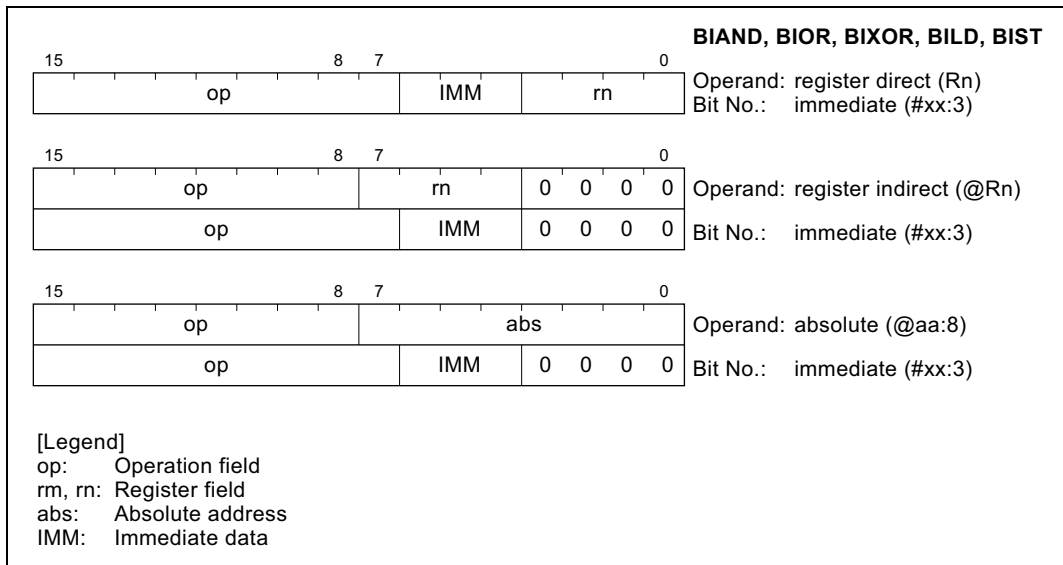 BIAND, BIOR, BIXOR, BILD, BIST
15 8 7 0
op IMM rn
Operand: register direct (Rn)
Bit No.: immediate (#xx:3)
15 8 7 0
op rn 0 0 0 0 Operand: register indirect (@Rn)
op IMM 0 0 0 0 Bit No.: immediate (#xx:3)
15 8 7 0
op abs Operand: absolute (@aa:8)
op IMM 0 0 0 0 Bit No.: immediate (#xx:3)
[Legend]
op: Operation field
rm, rn: Register field
abs: Absolute address
IMM: Immediate data